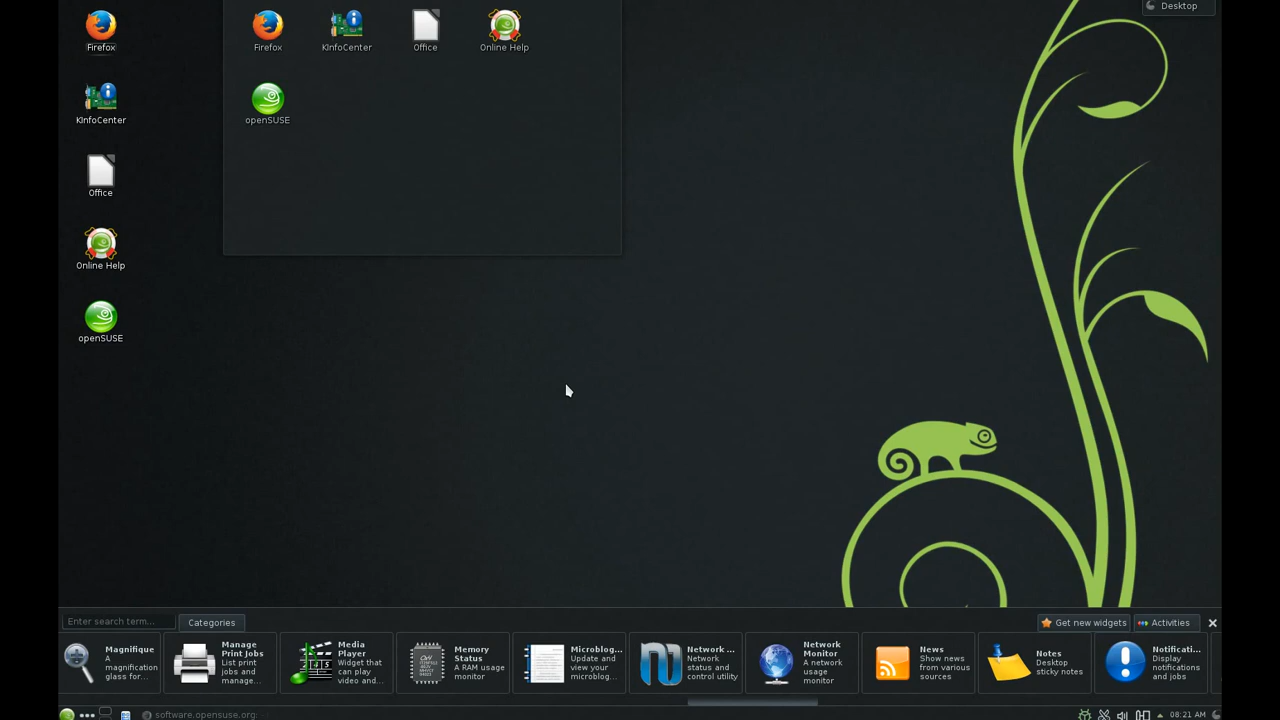 Desktop
Firefox
KInfoCenter
Office
Online Help
openSUSE
Firefox
KInfoCenter
Office
Online Help
openSUSE
Enter search term...
Categories
Get new widgets
Activities
Magnifique
A
magnification
glass for...
Manage
Print Jobs
List print
jobs and
manage...
Media
Player
Widget that
can play
video and...
Memory
Status
A RAM usage
monitor
Microblog...
Update and
view your
microblog...
Network ...
Network
status and
control utility
Network
Monitor
A network
usage
monitor
News
Show news
from various
sources
Notes
Desktop
sticky notes
Notificati...
Display
notifications
and jobs
software.opensuse.org:
08:21 AM